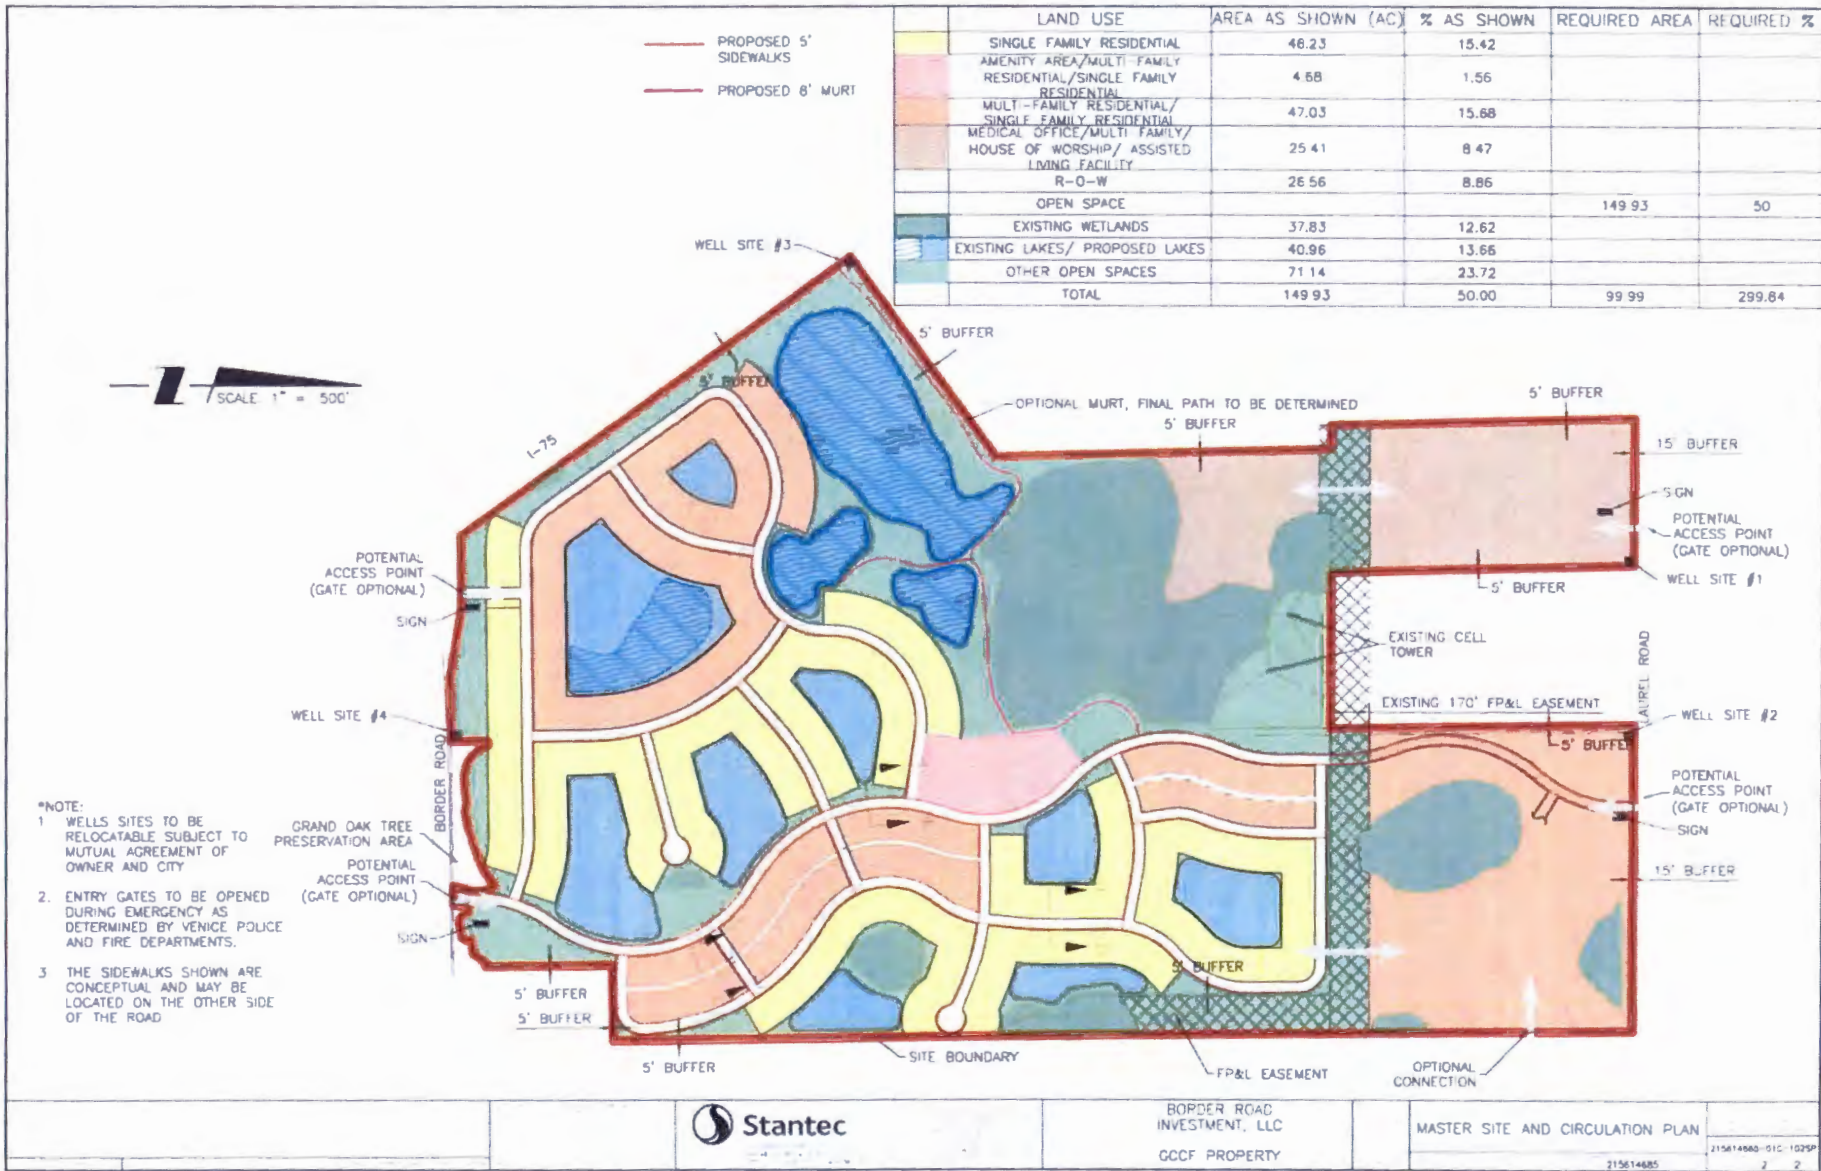 PROPOSED 5'
SIDEWALKS
PROPOSED 8' MURT
LAND USE AREA AS SHOWN (AC) % AS SHOWN REQUIRED AREA REQUIRED %
SINGLE FAMILY RESIDENTIAL 46.23 15.42
AMENITY AREA/MULTI FAMILY
RESIDENTIAL/SINGLE FAMILY
RESIDENTIAL 4.68 1.56
MULTI-FAMILY RESIDENTIAL/
SINGLE FAMILY RESIDENTIAL 47.03 15.68
MEDICAL OFFICE/MULTI FAMILY/
HOUSE OF WORSHIP/ ASSISTED
LIVING FACILITY 25 41 8 47
R-O-W 26 56 8.86
OPEN SPACE 149 93 50
EXISTING WETLANDS 37.83 12.62
EXISTING LAKES/ PROPOSED LAKES 40.96 13.66
OTHER OPEN SPACES 71 14 23.72
TOTAL 149 93 50.00 99 99 299.84
WELL SITE #3
5' BUFFER
5' BUFFER
SCALE 1" = 500'
I-75
OPTIONAL MURT, FINAL PATH TO BE DETERMINED
5' BUFFER
5' BUFFER
15' BUFFER
SIGN
POTENTIAL
ACCESS POINT
(GATE OPTIONAL)
WELL SITE #1
5' BUFFER
POTENTIAL
ACCESS POINT
(GATE OPTIONAL)
SIGN
EXISTING CELL
TOWER
LAUREL ROAD
EXISTING 170' FP&L EASEMENT
WELL SITE #2
5' BUFFER
WELL SITE #4
BORDER ROAD
POTENTIAL
ACCESS POINT
(GATE OPTIONAL)
SIGN
15' BUFFER
*NOTE:
1 WELLS SITES TO BE
RELOCATABLE SUBJECT TO
MUTUAL AGREEMENT OF
OWNER AND CITY
2. ENTRY GATES TO BE OPENED
DURING EMERGENCY AS
DETERMINED BY VENICE POLICE
AND FIRE DEPARTMENTS.
3 THE SIDEWALKS SHOWN ARE
CONCEPTUAL AND MAY BE
LOCATED ON THE OTHER SIDE
OF THE ROAD
GRAND OAK TREE
PRESERVATION AREA
POTENTIAL
ACCESS POINT
(GATE OPTIONAL)
SIGN
5' BUFFER
5' BUFFER
5' BUFFER
5' BUFFER
SITE BOUNDARY
FP&L EASEMENT
OPTIONAL
CONNECTION
Stantec
BORDER ROAD
INVESTMENT, LLC
GCCF PROPERTY
MASTER SITE AND CIRCULATION PLAN
215614685
2 2